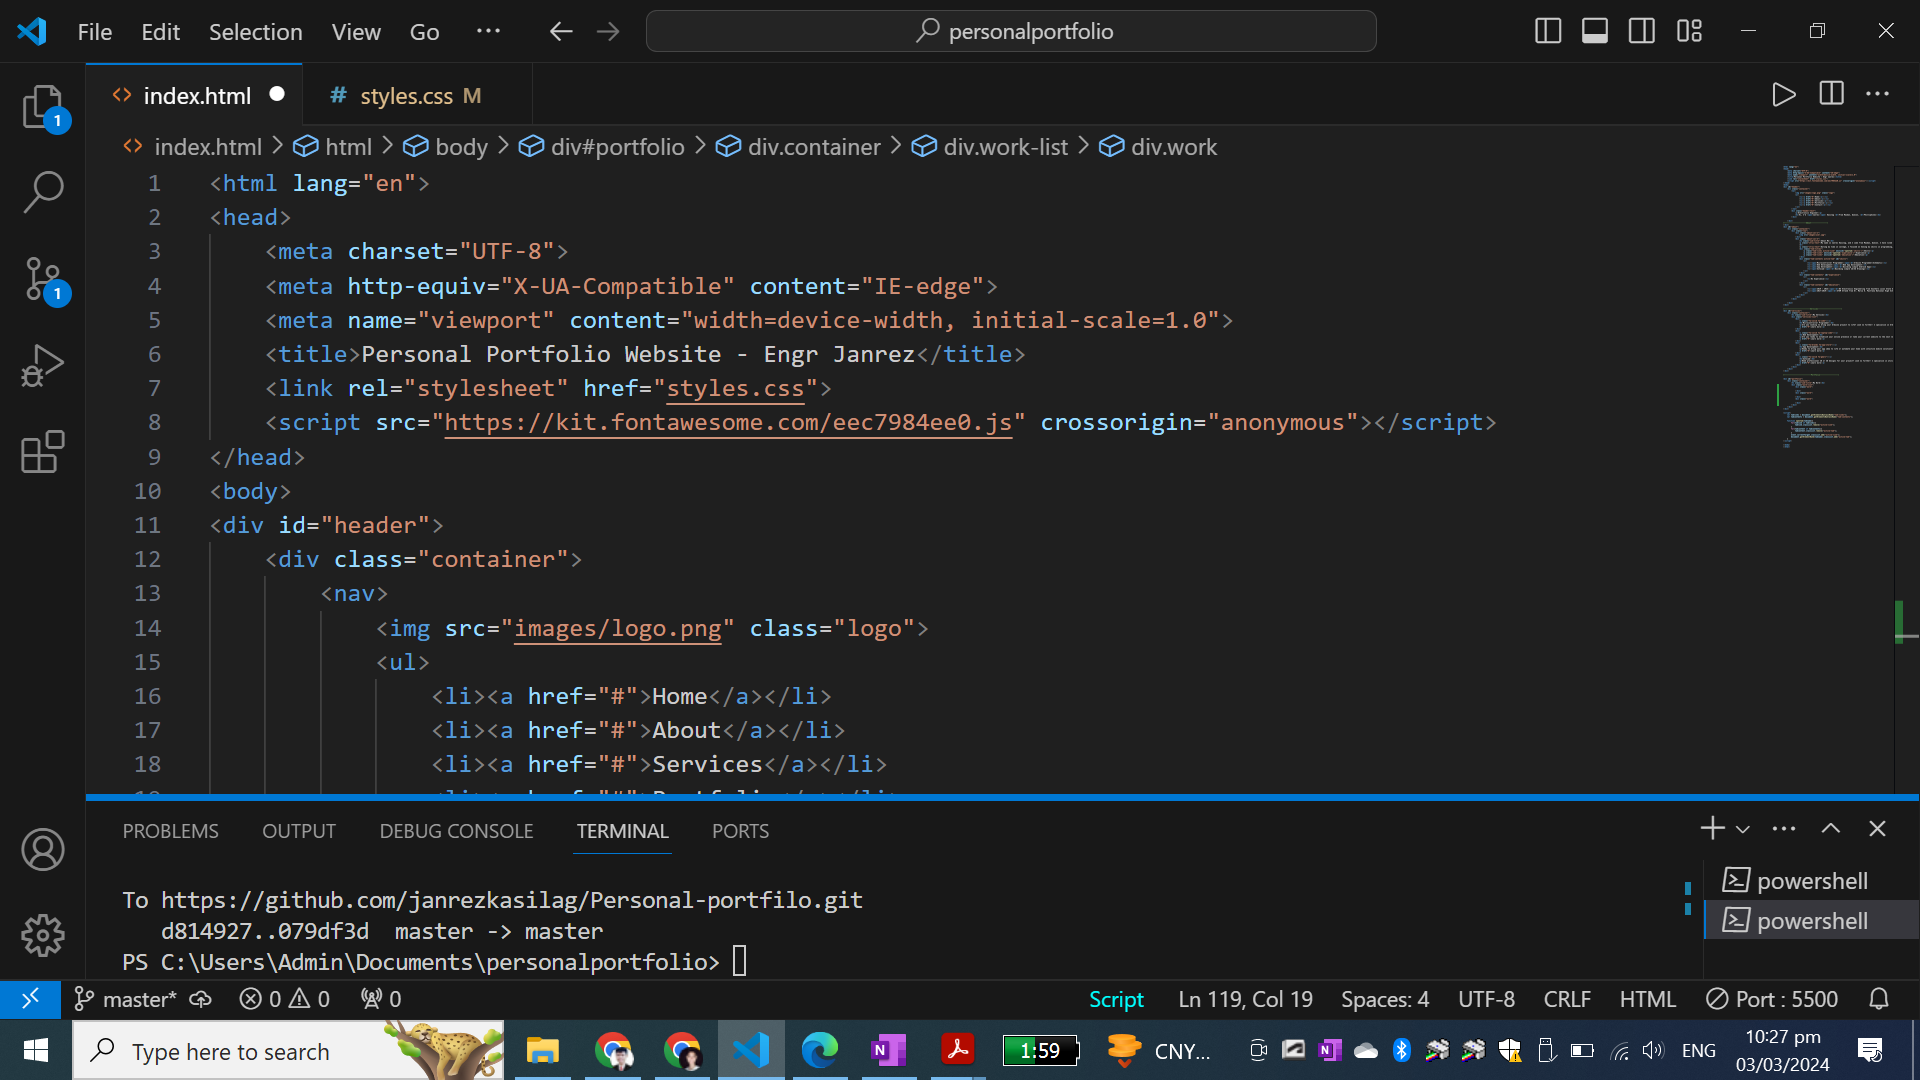 File Edit Selection View Go ··· personalportfolio
index.html styles.css M
index.html > html > body > div#portfolio > div.container > div.work-list > div.work
1 <html lang="en">
2 <head>
3 <meta charset="UTF-8">
4 <meta http-equiv="X-UA-Compatible" content="IE-edge">
5 <meta name="viewport" content="width=device-width, initial-scale=1.0">
6 <title>Personal Portfolio Website - Engr Janrez</title>
7 <link rel="stylesheet" href="styles.css">
8 <script src="https://kit.fontawesome.com/eec7984ee0.js" crossorigin="anonymous"></script>
9 </head>
10 <body>
11 <div id="header">
12 <div class="container">
13 <nav>
14 <img src="images/logo.png" class="logo">
15 <ul>
16 <li><a href="#">Home</a></li>
17 <li><a href="#">About</a></li>
18 <li><a href="#">Services</a></li>
1
1
PROBLEMS OUTPUT DEBUG CONSOLE TERMINAL PORTS
To https://github.com/janrezkasilag/Personal-portfilo.git
d814927..079df3d master -> master
PS C:\Users\Admin\Documents\personalportfolio>
powershell
powershell
master* 0 0 0 Script Ln 119, Col 19 Spaces: 4 UTF-8 CRLF HTML Port : 5500
Type here to search 1:59 CNY... ENG 10:27 pm
03/03/2024